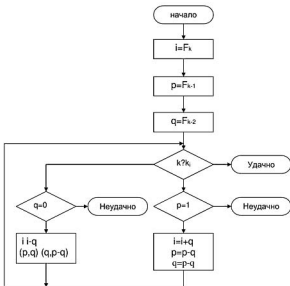 начало
i=Fk
p=Fk-1
q=Fk-2
k?ki
Удачно
q=0
Неудачно
p=1
Неудачно
i i-q
(p,q) (q,p-q)
i=i+q
p=p-q
q=p-q